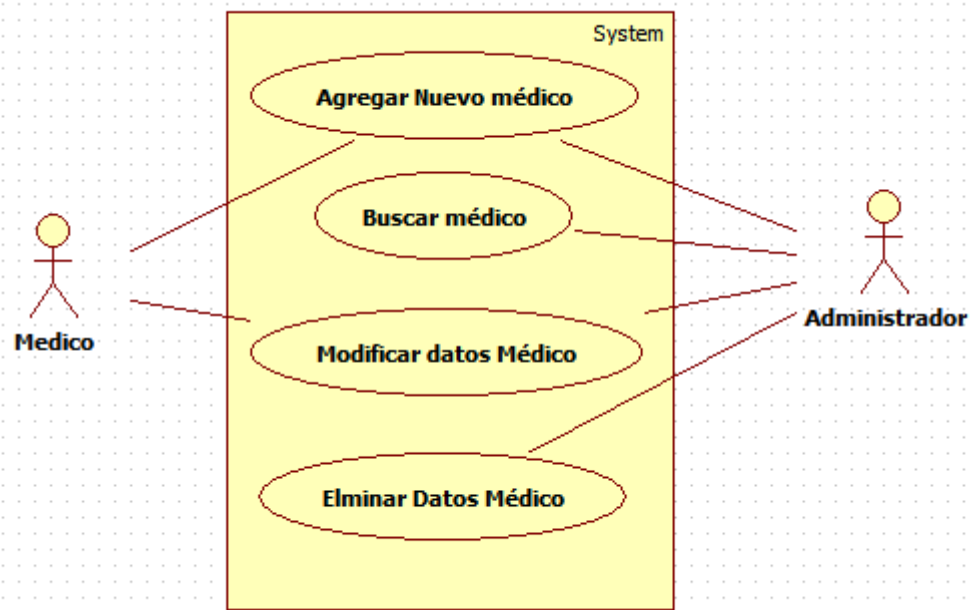 System
Agregar Nuevo médico
Buscar médico
Medico
Administrador
Modificar datos Médico
Elminar Datos Médico